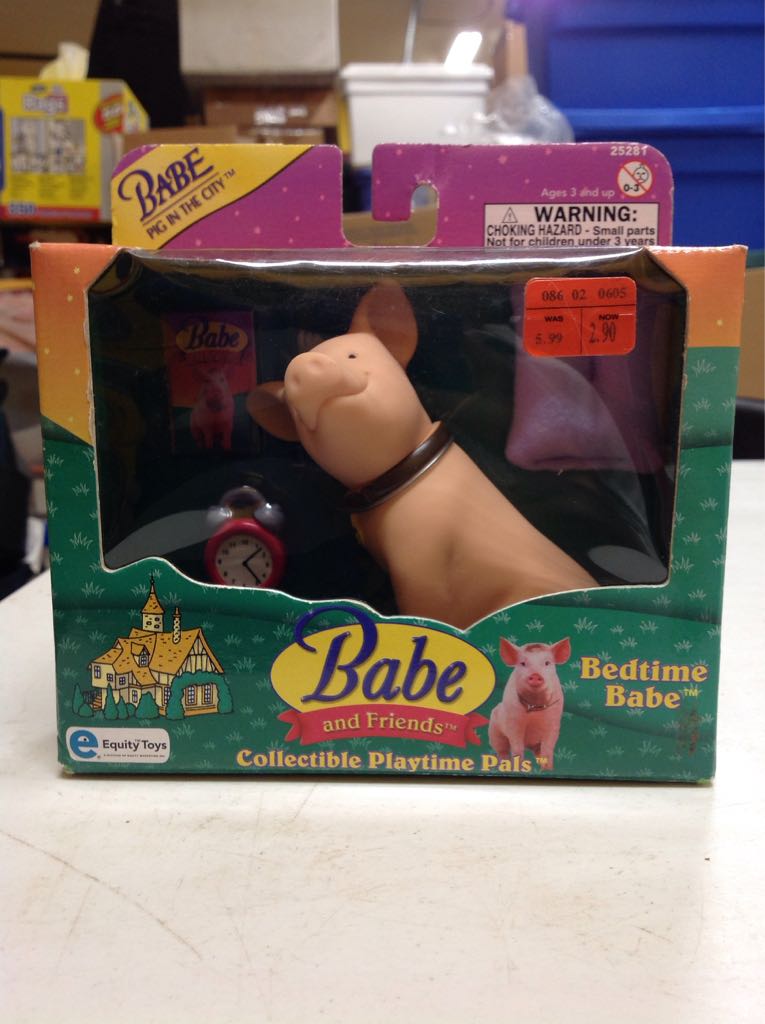 Bags
25281
BABE
PIG IN THE CITY™
Ages 3 and up
0-3
WARNING:
CHOKING HAZARD - Small parts
Not for children under 3 years
086 02 0605
WAS
NOW
5.99
2.90
Babe
Babe
and Friends™
Bedtime
Babe™
e Equity Toys
Collectible Playtime Pals™